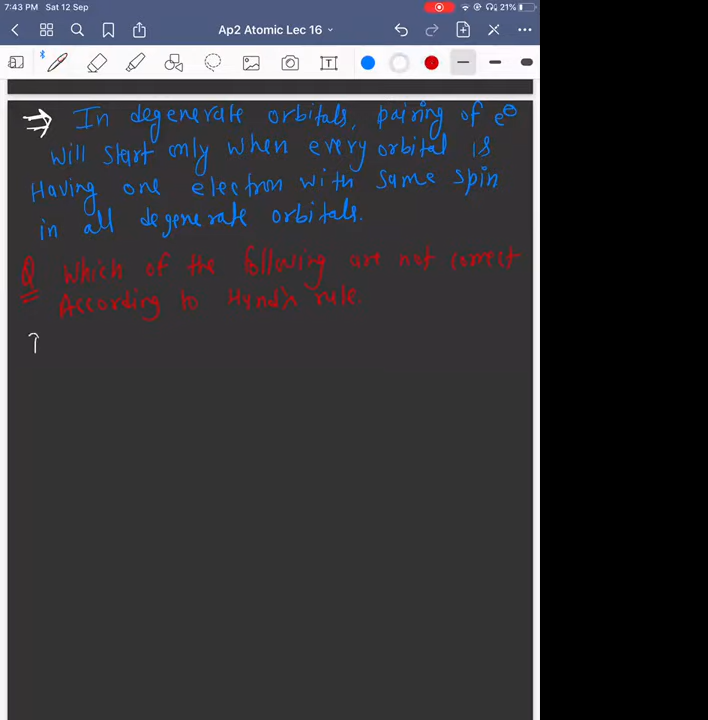 7:43 PM Sat 12 Sep 21%
Ap2 Atomic Lec 16
T
⇒ In degenerate orbitals, pairing of e⊖
will start only when every orbital is
Having one electron with same spin
in all degenerate orbitals.
Q Which of the following are not correct
According to Hund's rule.
↑